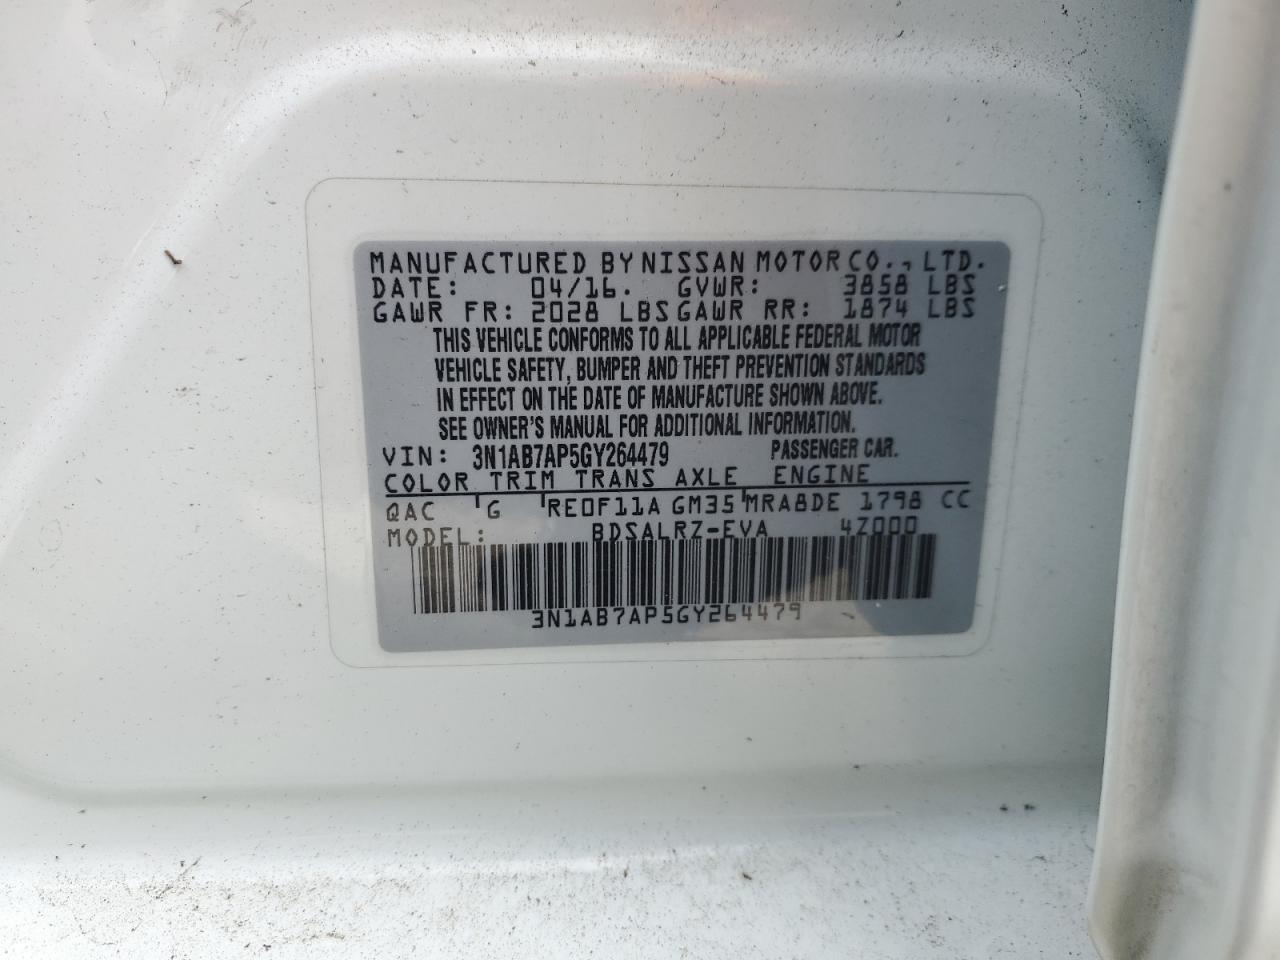 MANUFACTURED BY NISSAN MOTOR CO., LTD.
DATE: 04/16. GVWR: 3858 LBS
GAWR FR: 2028 LBS GAWR RR: 1874 LBS
THIS VEHICLE CONFORMS TO ALL APPLICABLE FEDERAL MOTOR
VEHICLE SAFETY, BUMPER AND THEFT PREVENTION STANDARDS
IN EFFECT ON THE DATE OF MANUFACTURE SHOWN ABOVE.
SEE OWNER'S MANUAL FOR ADDITIONAL INFORMATION.
VIN: 3N1AB7AP5GY264479 PASSENGER CAR.
COLOR TRIM TRANS AXLE ENGINE
QAC G RE0F11A GM35 MRA8DE 1798 CC
MODEL: BDSALRZ-EVA 4Z000
3N1AB7AP5GY264479